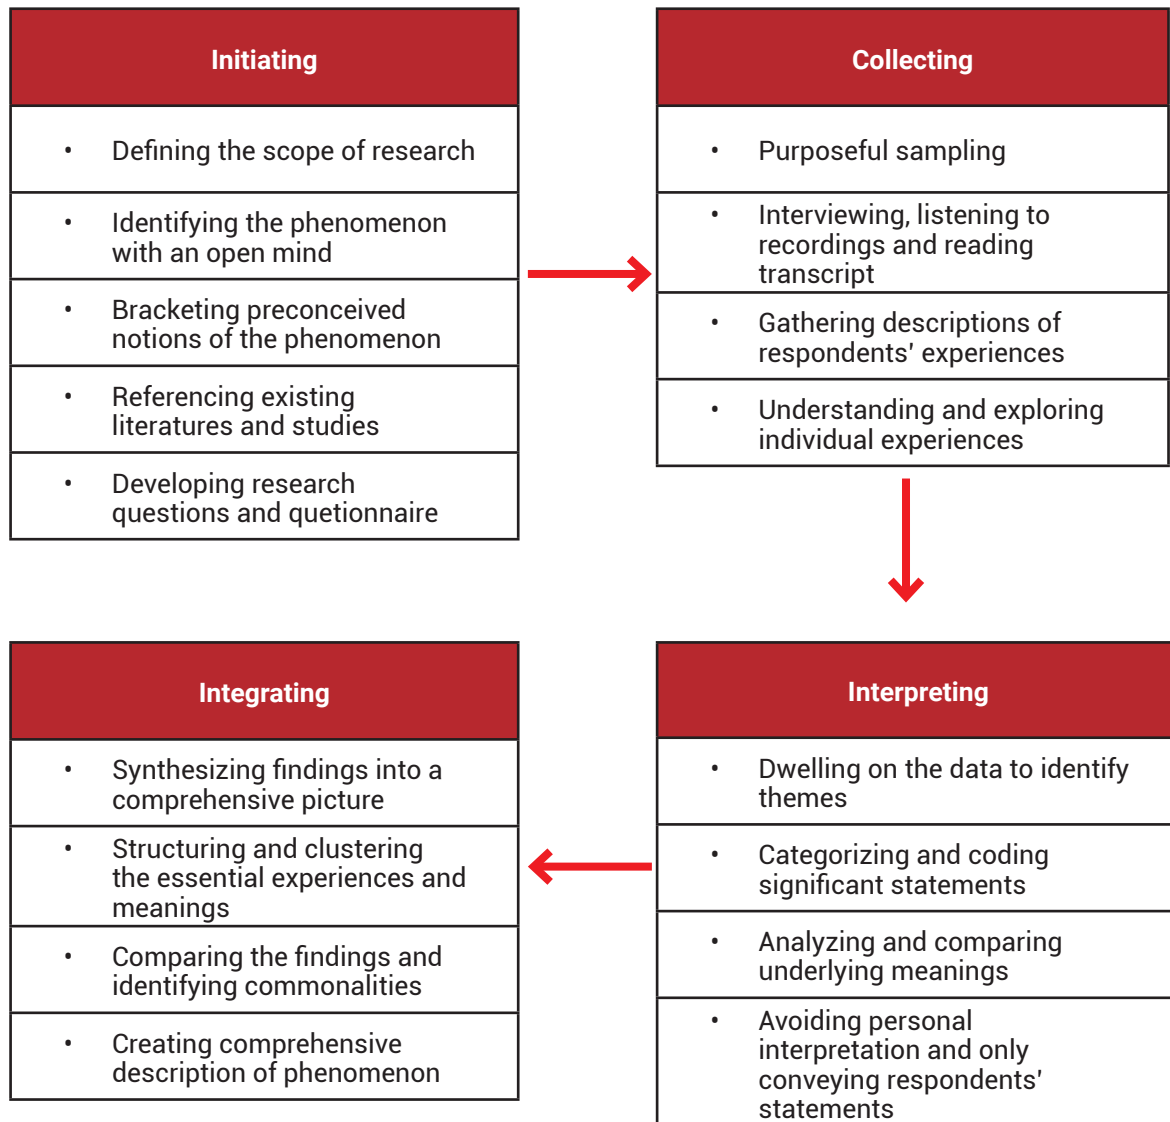 Initiating
• Defining the scope of research
• Identifying the phenomenon
with an open mind
• Bracketing preconceived
notions of the phenomenon
• Referencing existing
literatures and studies
• Developing research
questions and quetionnaire
Collecting
• Purposeful sampling
• Interviewing, listening to
recordings and reading
transcript
• Gathering descriptions of
respondents' experiences
• Understanding and exploring
individual experiences
Interpreting
• Dwelling on the data to identify
themes
• Categorizing and coding
significant statements
• Analyzing and comparing
underlying meanings
• Avoiding personal
interpretation and only
conveying respondents'
statements
Integrating
• Synthesizing findings into a
comprehensive picture
• Structuring and clustering
the essential experiences and
meanings
• Comparing the findings and
identifying commonalities
• Creating comprehensive
description of phenomenon